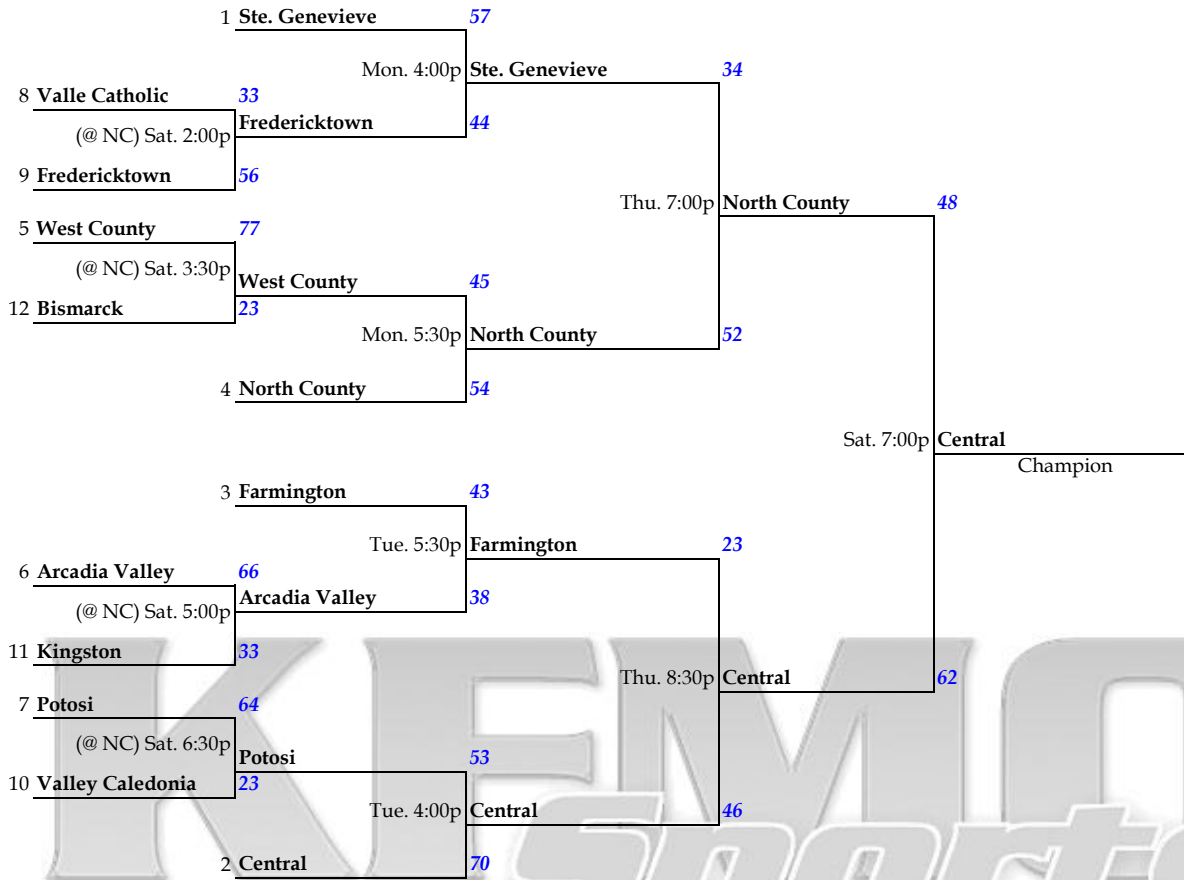 1 Ste. Genevieve 57
Mon. 4:00p Ste. Genevieve 34
8 Valle Catholic 33
(@ NC) Sat. 2:00p Fredericktown 44
9 Fredericktown 56
Thu. 7:00p North County 48
5 West County 77
(@ NC) Sat. 3:30p West County 45
12 Bismarck 23
Mon. 5:30p North County 52
4 North County 54
Sat. 7:00p Central
Champion
3 Farmington 43
Tue. 5:30p Farmington 23
6 Arcadia Valley 66
(@ NC) Sat. 5:00p Arcadia Valley 38
11 Kingston 33
Thu. 8:30p Central 62
7 Potosi 64
(@ NC) Sat. 6:30p Potosi 53
10 Valley Caledonia 23
Tue. 4:00p Central 46
2 Central 70